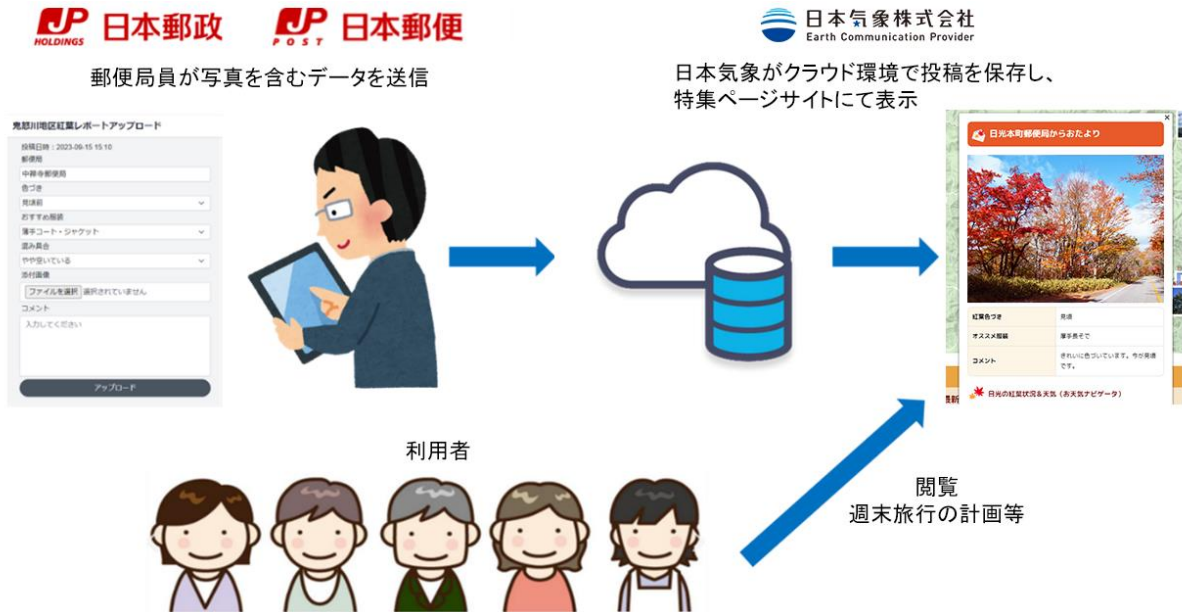 JP
HOLDINGS
日本郵政
JP
POST
日本郵便
日本気象株式会社
Earth Communication Provider
郵便局員が写真を含むデータを送信
日本気象がクラウド環境で投稿を保存し、
特集ページサイトにて表示
鬼怒川地区紅葉レポートアップロード
投稿日時：2023-09-15 15:10
郵便局
中禅寺郵便局
色づき
見頃前
おすすめ服装
薄手コート・ジャケット
混み具合
やや空いている
添付画像
ファイルを選択 選択されていません
コメント
入力してください
アップロード
日光本町郵便局からおたより
紅葉色づき 見頃
オススメ服装 厚手長そで
コメント きれいに色づいています。今が見頃
です。
日光の紅葉状況&天気（お天気ナビゲータ）
最新
利用者
閲覧
週末旅行の計画等